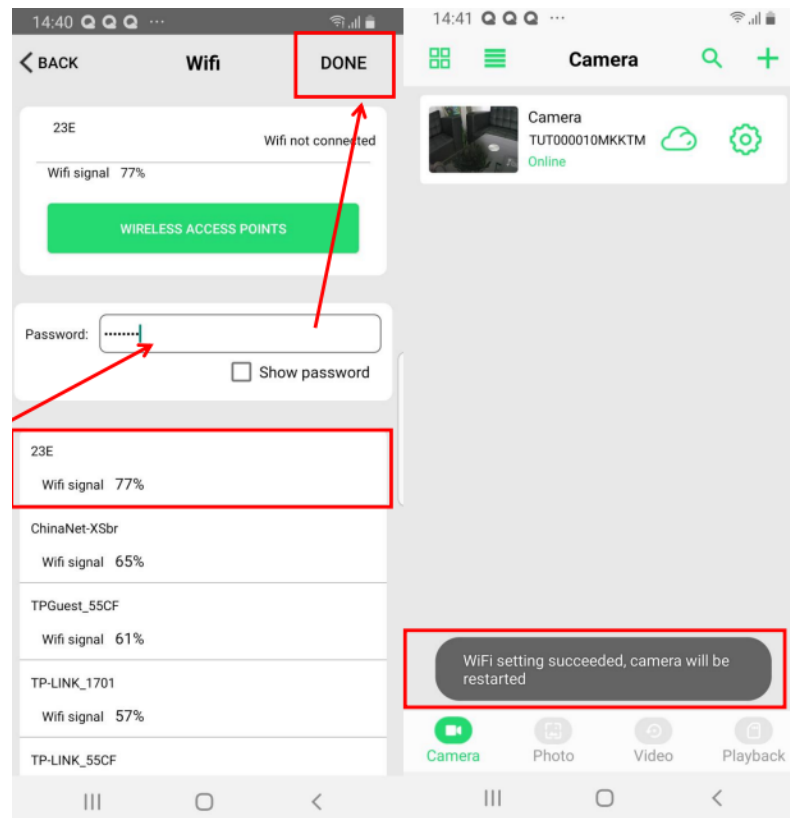 14:40 Q Q Q ···
BACK
Wifi
DONE
23E
Wifi not connected
Wifi signal 77%
WIRELESS ACCESS POINTS
Password: ········
Show password
23E
Wifi signal 77%
ChinaNet-XSbr
Wifi signal 65%
TPGuest_55CF
Wifi signal 61%
TP-LINK_1701
Wifi signal 57%
TP-LINK_55CF
14:41 Q Q Q ···
Camera
Camera
TUT000010MKKTM
Online
WiFi setting succeeded, camera will be
restarted
Camera Photo Video Playback